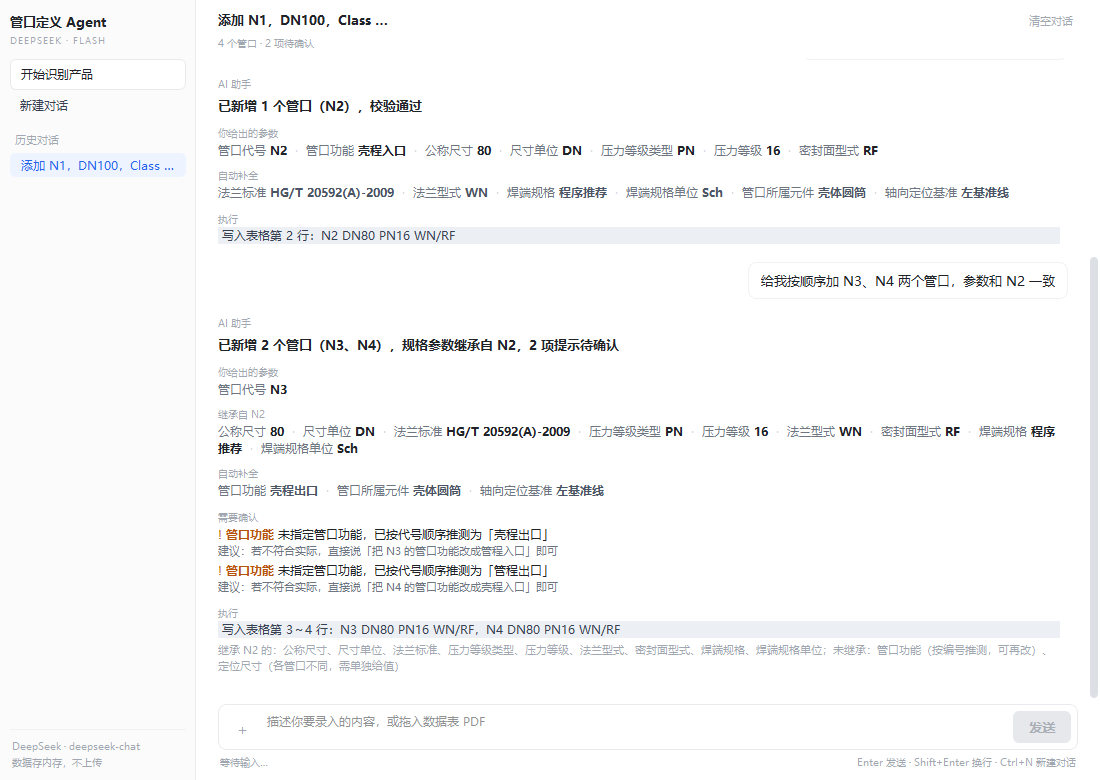 管口定义 Agent
DEEPSEEK · FLASH
开始识别产品
新建对话
历史对话
添加 N1，DN100，Class ...
DeepSeek · deepseek-chat
数据存内存，不上传
添加 N1，DN100，Class ...
4 个管口 · 2 项待确认
清空对话
AI 助手
已新增 1 个管口（N2），校验通过
你给出的参数
管口代号 N2 · 管口功能 壳程入口 · 公称尺寸 80 · 尺寸单位 DN · 压力等级类型 PN · 压力等级 16 · 密封面型式 RF
自动补全
法兰标准 HG/T 20592(A)-2009 · 法兰型式 WN · 焊端规格 程序推荐 · 焊端规格单位 Sch · 管口所属元件 壳体圆筒 · 轴向定位基准 左基准线
执行
写入表格第 2 行：N2 DN80 PN16 WN/RF
给我按顺序加 N3、N4 两个管口，参数和 N2 一致
AI 助手
已新增 2 个管口（N3、N4），规格参数继承自 N2，2 项提示待确认
你给出的参数
管口代号 N3
继承自 N2
公称尺寸 80 · 尺寸单位 DN · 法兰标准 HG/T 20592(A)-2009 · 压力等级类型 PN · 压力等级 16 · 法兰型式 WN · 密封面型式 RF · 焊端规格 程序
推荐 · 焊端规格单位 Sch
自动补全
管口功能 壳程出口 · 管口所属元件 壳体圆筒 · 轴向定位基准 左基准线
需要确认
! 管口功能 未指定管口功能，已按代号顺序推测为「壳程出口」
建议：若不符合实际，直接说「把 N3 的管口功能改成管程入口」即可
! 管口功能 未指定管口功能，已按代号顺序推测为「管程出口」
建议：若不符合实际，直接说「把 N4 的管口功能改成壳程入口」即可
执行
写入表格第 3～4 行：N3 DN80 PN16 WN/RF，N4 DN80 PN16 WN/RF
继承 N2 的：公称尺寸、尺寸单位、法兰标准、压力等级类型、压力等级、法兰型式、密封面型式、焊端规格、焊端规格单位；未继承：管口功能（按编号推测，可再改）、
定位尺寸（各管口不同，需单独给值）
+
描述你要录入的内容，或拖入数据表 PDF
发送
等待输入...
Enter 发送 · Shift+Enter 换行 · Ctrl+N 新建对话